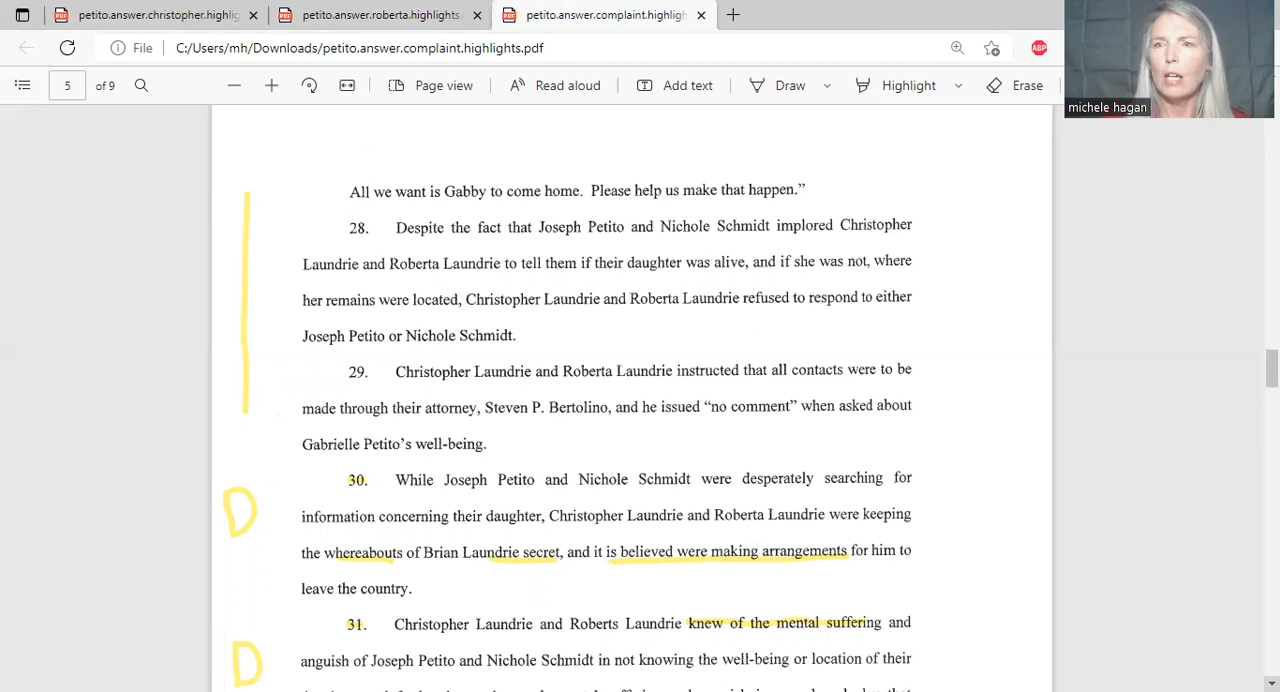 petito.answer.christopher.highlig
petito.answer.roberta.highlights
petito.answer.complaint.highligh
File C:/Users/mh/Downloads/petito.answer.complaint.highlights.pdf
ABP
5 of 9
Page view
Read aloud
Add text
Draw
Highlight
Erase
michele hagan
All we want is Gabby to come home. Please help us make that happen.”
28. Despite the fact that Joseph Petito and Nichole Schmidt implored Christopher
Laundrie and Roberta Laundrie to tell them if their daughter was alive, and if she was not, where
her remains were located, Christopher Laundrie and Roberta Laundrie refused to respond to either
Joseph Petito or Nichole Schmidt.
29. Christopher Laundrie and Roberta Laundrie instructed that all contacts were to be
made through their attorney, Steven P. Bertolino, and he issued “no comment” when asked about
Gabrielle Petito’s well-being.
30. While Joseph Petito and Nichole Schmidt were desperately searching for
D
information concerning their daughter, Christopher Laundrie and Roberta Laundrie were keeping
the whereabouts of Brian Laundrie secret, and it is believed were making arrangements for him to
leave the country.
31. Christopher Laundrie and Roberts Laundrie knew of the mental suffering and
D
anguish of Joseph Petito and Nichole Schmidt in not knowing the well-being or location of their